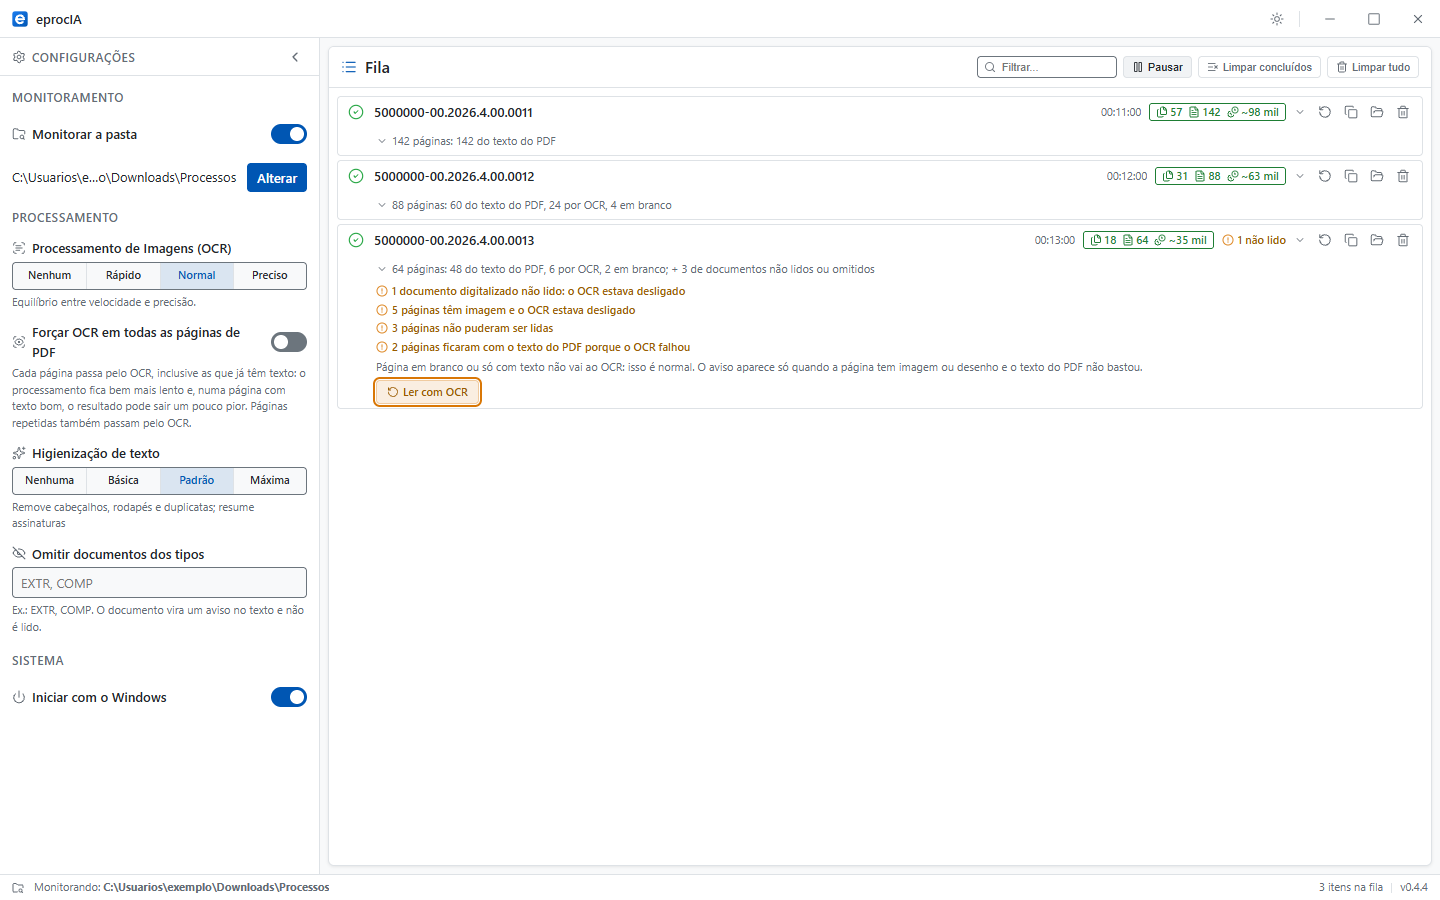 eprocIA
CONFIGURAÇÕES
MONITORAMENTO
Monitorar a pasta
C:\Usuarios\e...o\Downloads\Processos
Alterar
PROCESSAMENTO
Processamento de Imagens (OCR)
Nenhum Rápido Normal Preciso
Equilíbrio entre velocidade e precisão.
Forçar OCR em todas as páginas de
PDF
Cada página passa pelo OCR, inclusive as que já têm texto: o
processamento fica bem mais lento e, numa página com
texto bom, o resultado pode sair um pouco pior. Páginas
repetidas também passam pelo OCR.
Higienização de texto
Nenhuma Básica Padrão Máxima
Remove cabeçalhos, rodapés e duplicatas; resume
assinaturas
Omitir documentos dos tipos
EXTR, COMP
Ex.: EXTR, COMP. O documento vira um aviso no texto e não
é lido.
SISTEMA
Iniciar com o Windows
Fila
Filtrar...
Pausar
Limpar concluídos
Limpar tudo
5000000-00.2026.4.00.0011
00:11:00 57 142 ~98 mil
142 páginas: 142 do texto do PDF
5000000-00.2026.4.00.0012
00:12:00 31 88 ~63 mil
88 páginas: 60 do texto do PDF, 24 por OCR, 4 em branco
5000000-00.2026.4.00.0013
00:13:00 18 64 ~35 mil 1 não lido
64 páginas: 48 do texto do PDF, 6 por OCR, 2 em branco; + 3 de documentos não lidos ou omitidos
1 documento digitalizado não lido: o OCR estava desligado
5 páginas têm imagem e o OCR estava desligado
3 páginas não puderam ser lidas
2 páginas ficaram com o texto do PDF porque o OCR falhou
Página em branco ou só com texto não vai ao OCR: isso é normal. O aviso aparece só quando a página tem imagem ou desenho e o texto do PDF não bastou.
Ler com OCR
Monitorando: C:\Usuarios\exemplo\Downloads\Processos
3 itens na fila
v0.4.4